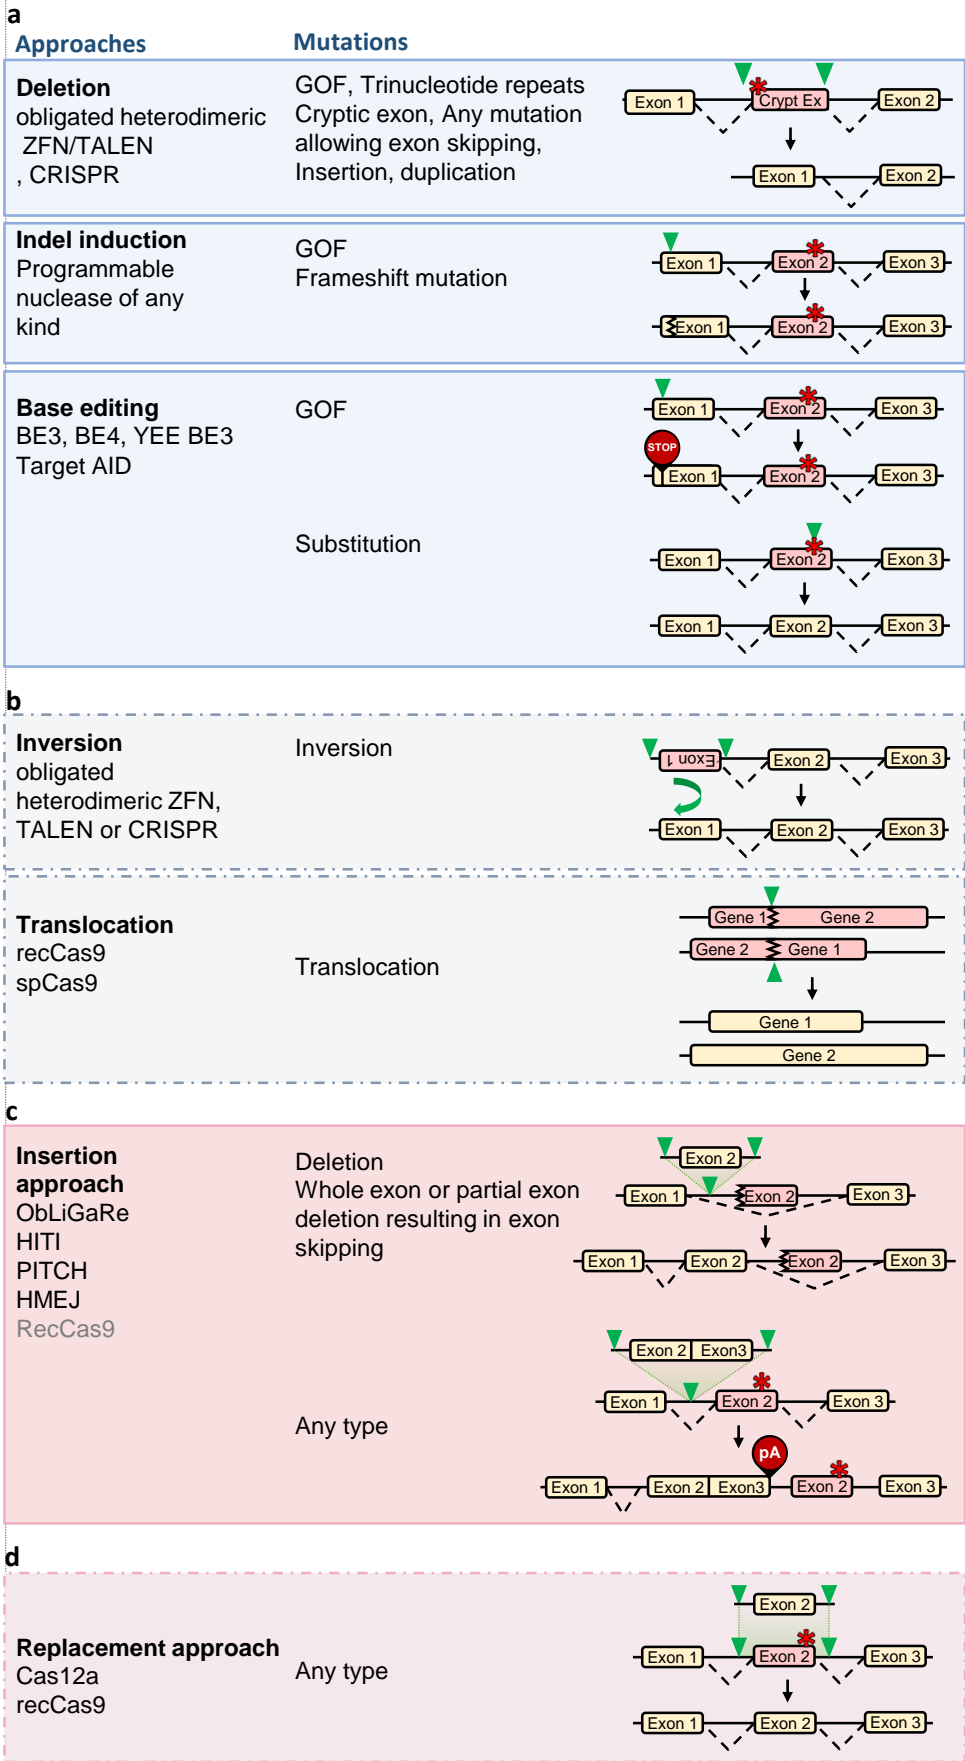 a
Approaches Mutations
Deletion
obligated heterodimeric
ZFN/TALEN
, CRISPR
GOF, Trinucleotide repeats
Cryptic exon, Any mutation
allowing exon skipping,
Insertion, duplication
Exon 1 Crypt Ex Exon 2
Exon 1 Exon 2
Indel induction
Programmable
nuclease of any
kind
GOF
Frameshift mutation
Exon 1 Exon 2 Exon 3
Exon 1 Exon 2 Exon 3
Base editing
BE3, BE4, YEE BE3
Target AID
GOF
Exon 1 Exon 2 Exon 3
STOP
Exon 1 Exon 2 Exon 3
Substitution
Exon 1 Exon 2 Exon 3
Exon 1 Exon 2 Exon 3
b
Inversion
obligated
heterodimeric ZFN,
TALEN or CRISPR
Inversion
Exon 1 Exon 2 Exon 3
Exon 1 Exon 2 Exon 3
Translocation
recCas9
spCas9
Translocation
Gene 1 Gene 2
Gene 2 Gene 1
Gene 1
Gene 2
c
Insertion
approach
ObLiGaRe
HITI
PITCH
HMEJ
RecCas9
Deletion
Whole exon or partial exon
deletion resulting in exon
skipping
Exon 2
Exon 1 Exon 2 Exon 3
Exon 1 Exon 2 Exon 2 Exon 3
Any type
Exon 2 Exon3
Exon 1 Exon 2 Exon 3
pA
Exon 1 Exon 2 Exon3 Exon 2 Exon 3
d
Replacement approach
Cas12a
recCas9
Any type
Exon 2
Exon 1 Exon 2 Exon 3
Exon 1 Exon 2 Exon 3